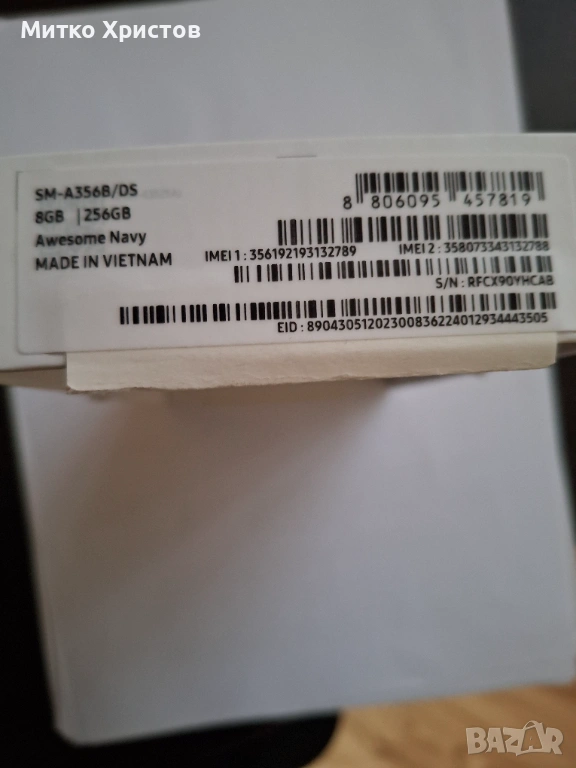 Митко Христов
SM-A356B/DS
8GB | 256GB
Awesome Navy
MADE IN VIETNAM
8 806095 457819
IMEI 1 : 356192193132789
IMEI 2 : 358073343132788
S/N : RFCX90YHCAB
EID : 89043051202300836224012934443505
BAZAR